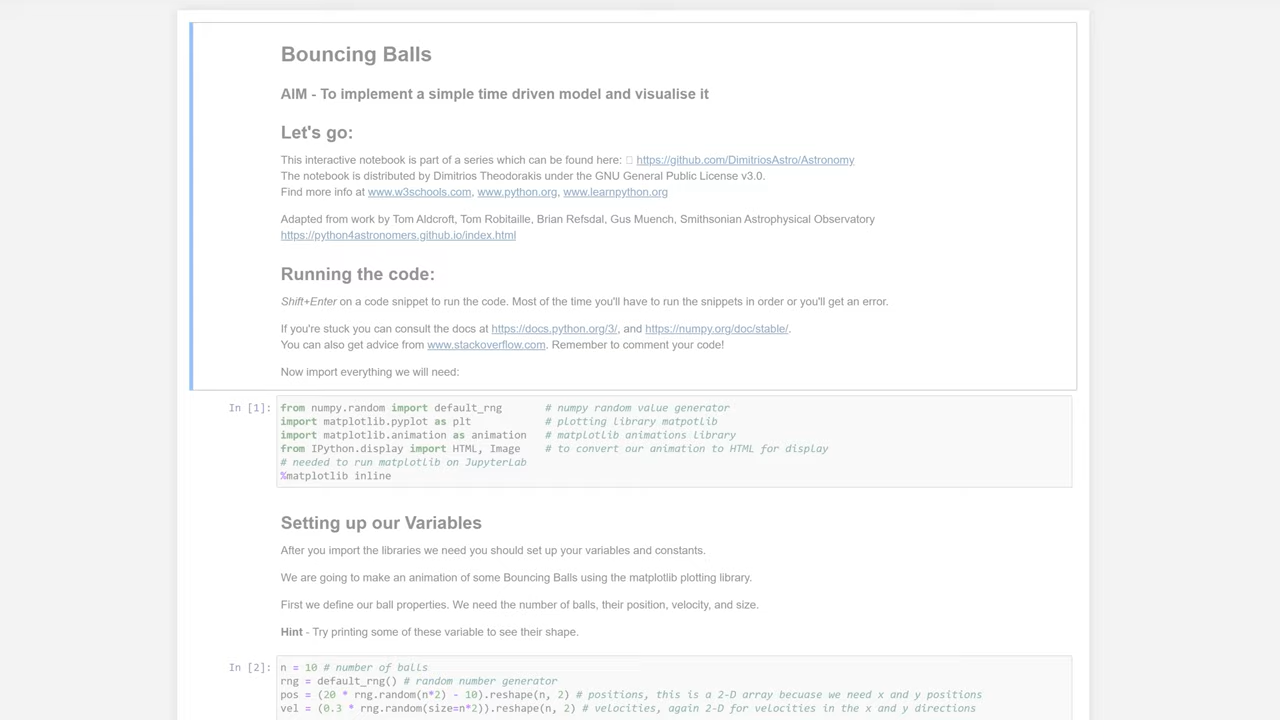 Bouncing Balls
AIM - To implement a simple time driven model and visualise it
Let's go:
This interactive notebook is part of a series which can be found here: https://github.com/DimitriosAstro/Astronomy
The notebook is distributed by Dimitrios Theodorakis under the GNU General Public License v3.0.
Find more info at www.w3schools.com, www.python.org, www.learnpython.org
Adapted from work by Tom Aldcroft, Tom Robitaille, Brian Refsdal, Gus Muench, Smithsonian Astrophysical Observatory
https://python4astronomers.github.io/index.html
Running the code:
Shift+Enter on a code snippet to run the code. Most of the time you'll have to run the snippets in order or you'll get an error.
If you're stuck you can consult the docs at https://docs.python.org/3/, and https://numpy.org/doc/stable/.
You can also get advice from www.stackoverflow.com. Remember to comment your code!
Now import everything we will need:
In [1]: from numpy.random import default_rng # numpy random value generator
import matplotlib.pyplot as plt # plotting library matpotlib
import matplotlib.animation as animation # matplotlib animations library
from IPython.display import HTML, Image # to convert our animation to HTML for display
# needed to run matplotlib on JupyterLab
%matplotlib inline
Setting up our Variables
After you import the libraries we need you should set up your variables and constants.
We are going to make an animation of some Bouncing Balls using the matplotlib plotting library.
First we define our ball properties. We need the number of balls, their position, velocity, and size.
Hint - Try printing some of these variable to see their shape.
In [2]: n = 10 # number of balls
rng = default_rng() # random number generator
pos = (20 * rng.random(n*2) - 10).reshape(n, 2) # positions, this is a 2-D array becuase we need x and y positions
vel = (0.3 * rng.random(size=n*2)).reshape(n, 2) # velocities, again 2-D for velocities in the x and y directions